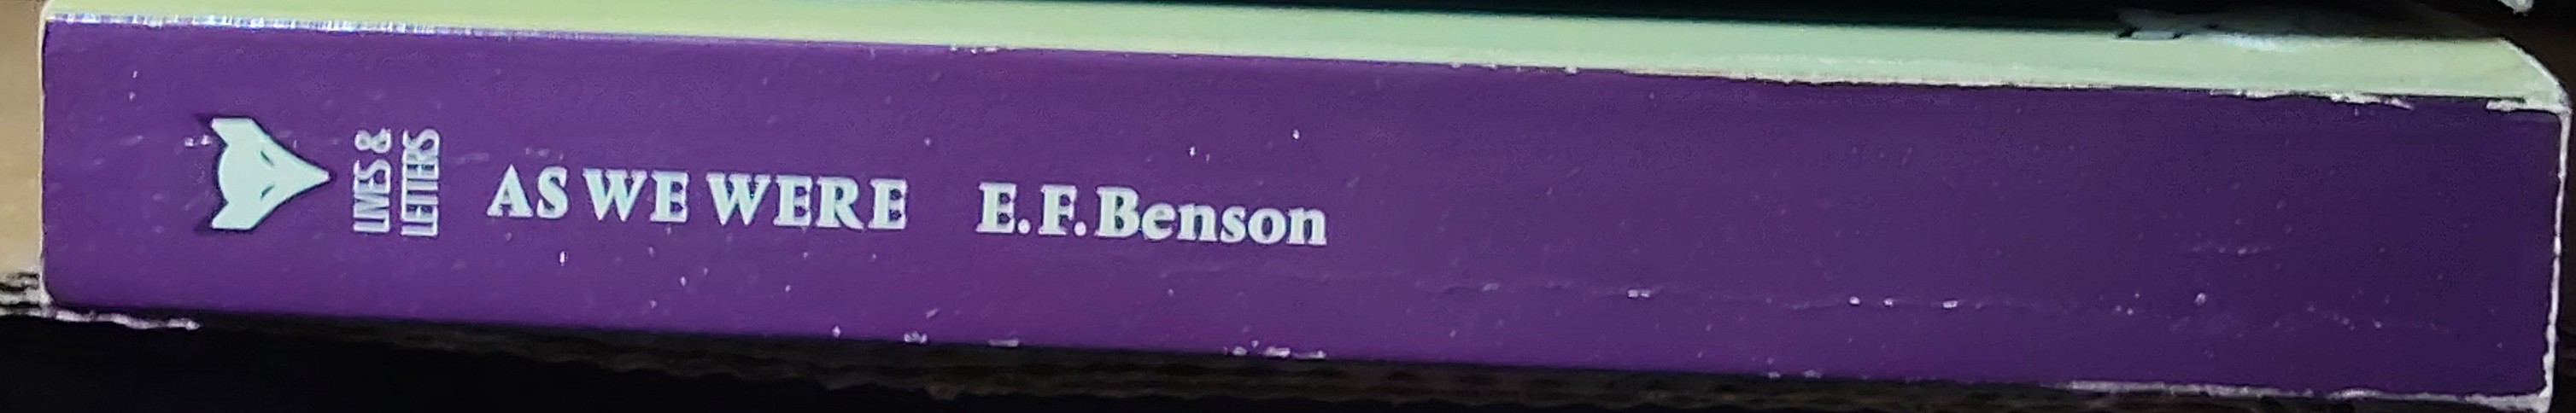 LIVES &
LETTERS
AS WE WERE E.F.Benson